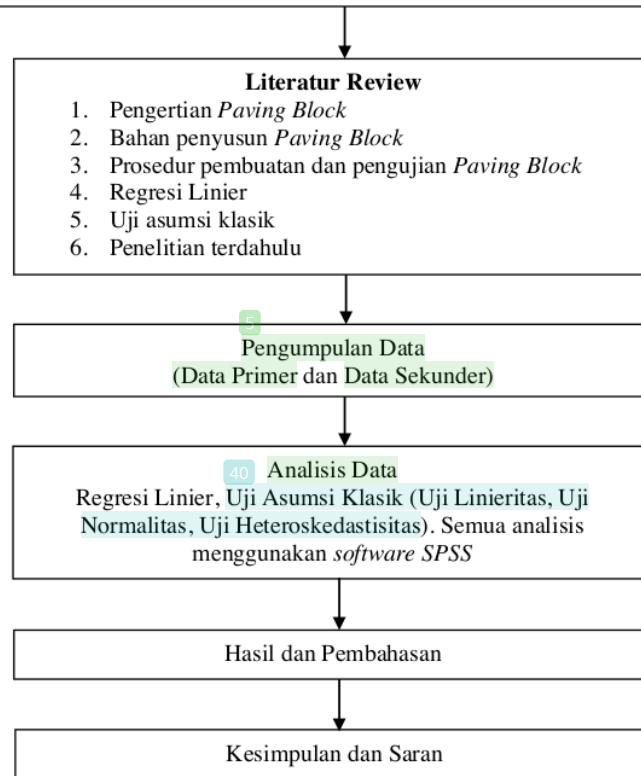 Literatur Review
1. Pengertian Paving Block
2. Bahan penyusun Paving Block
3. Prosedur pembuatan dan pengujian Paving Block
4. Regresi Linier
5. Uji asumsi klasik
6. Penelitian terdahulu
5
Pengumpulan Data
(Data Primer dan Data Sekunder)
40 Analisis Data
Regresi Linier, Uji Asumsi Klasik (Uji Linieritas, Uji
Normalitas, Uji Heteroskedastisitas). Semua analisis
menggunakan software SPSS
Hasil dan Pembahasan
Kesimpulan dan Saran